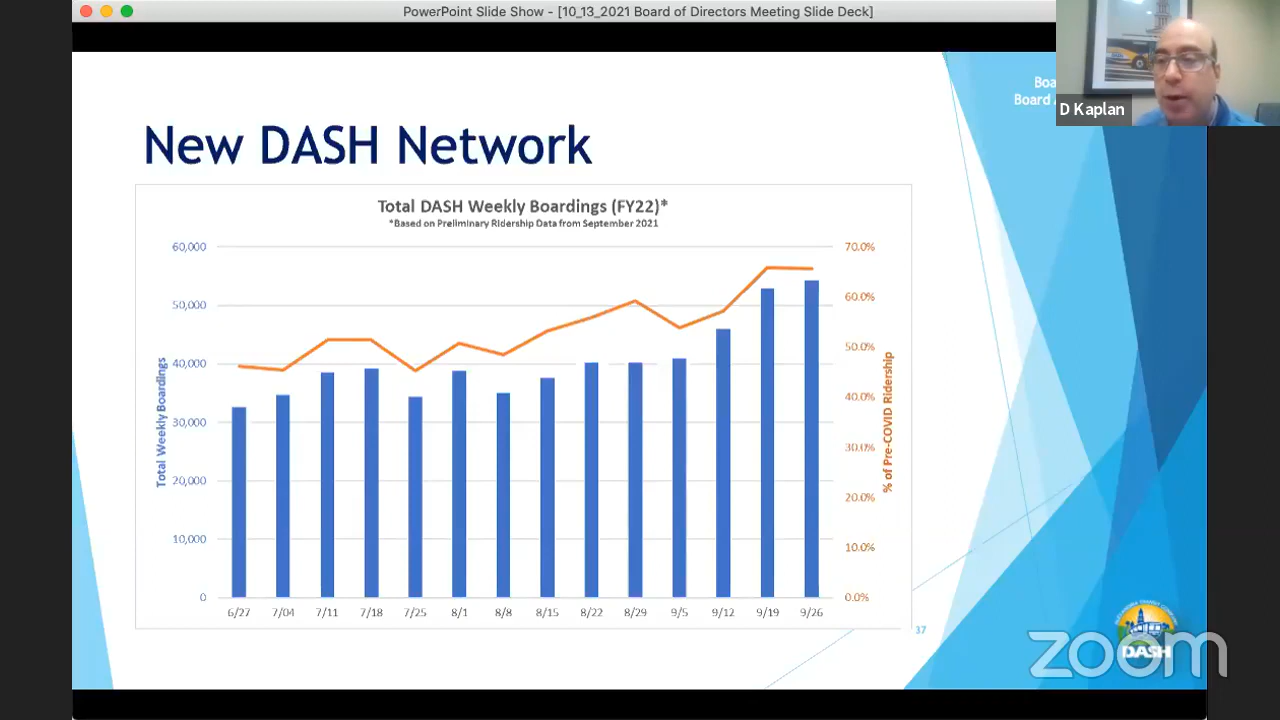 PowerPoint Slide Show - [10_13_2021 Board of Directors Meeting Slide Deck]
D Kaplan
New DASH Network
Total DASH Weekly Boardings (FY22)*
*Based on Preliminary Ridership Data from September 2021
Total Weekly Boardings
60,000
50,000
40,000
30,000
20,000
10,000
0
70.0%
60.0%
50.0%
40.0%
30.0%
20.0%
10.0%
0.0%
% of Pre-COVID Ridership
6/27 7/04 7/11 7/18 7/25 8/1 8/8 8/15 8/22 8/29 9/5 9/12 9/19 9/26
37
DASH
zoom